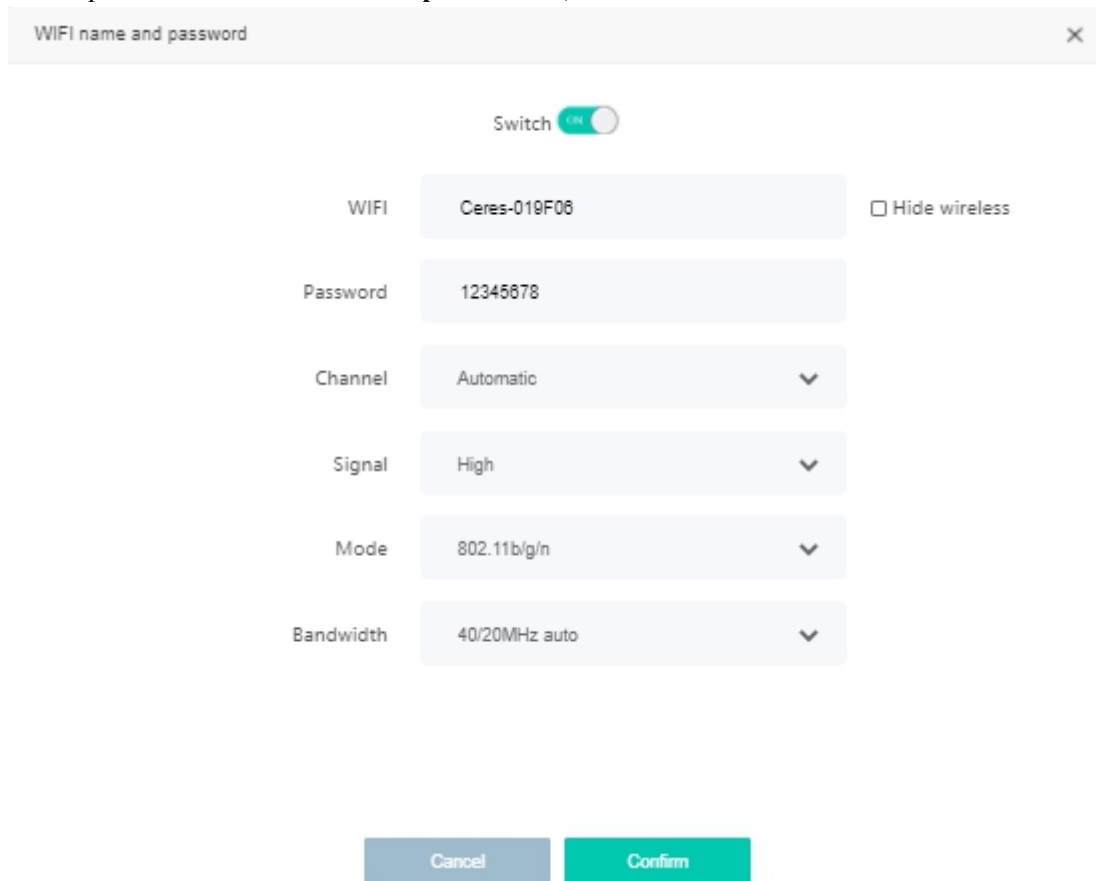 WIFI name and password ×
Switch ON
WIFI Ceres-019F06 Hide wireless
Password 12345678
Channel Automatic
Signal High
Mode 802.11b/g/n
Bandwidth 40/20MHz auto
Cancel Confirm